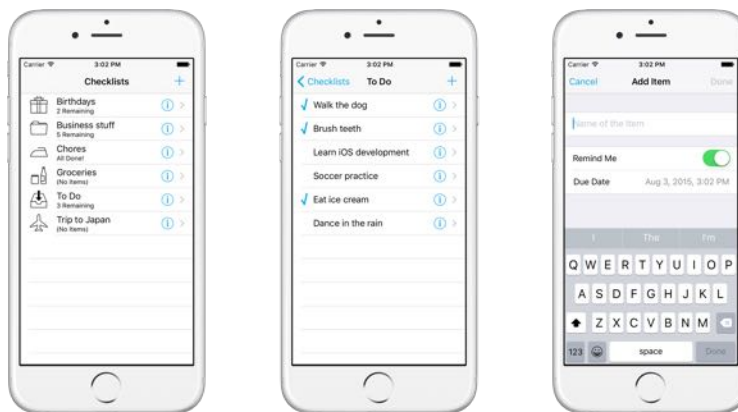 Carrier 3:02 PM
Checklists +
Birthdays
2 Remaining
Business stuff
5 Remaining
Chores
All Done!
Groceries
(No Items)
To Do
3 Remaining
Trip to Japan
(No Items)
Carrier 3:02 PM
Checklists To Do +
Walk the dog
Brush teeth
Learn iOS development
Soccer practice
Eat ice cream
Dance in the rain
Carrier 3:02 PM
Cancel Add Item Done
Name of the Item
Remind Me
Due Date Aug 3, 2015, 3:02 PM
I The I'm
Q W E R T Y U I O P
A S D F G H J K L
Z X C V B N M
123 space Done